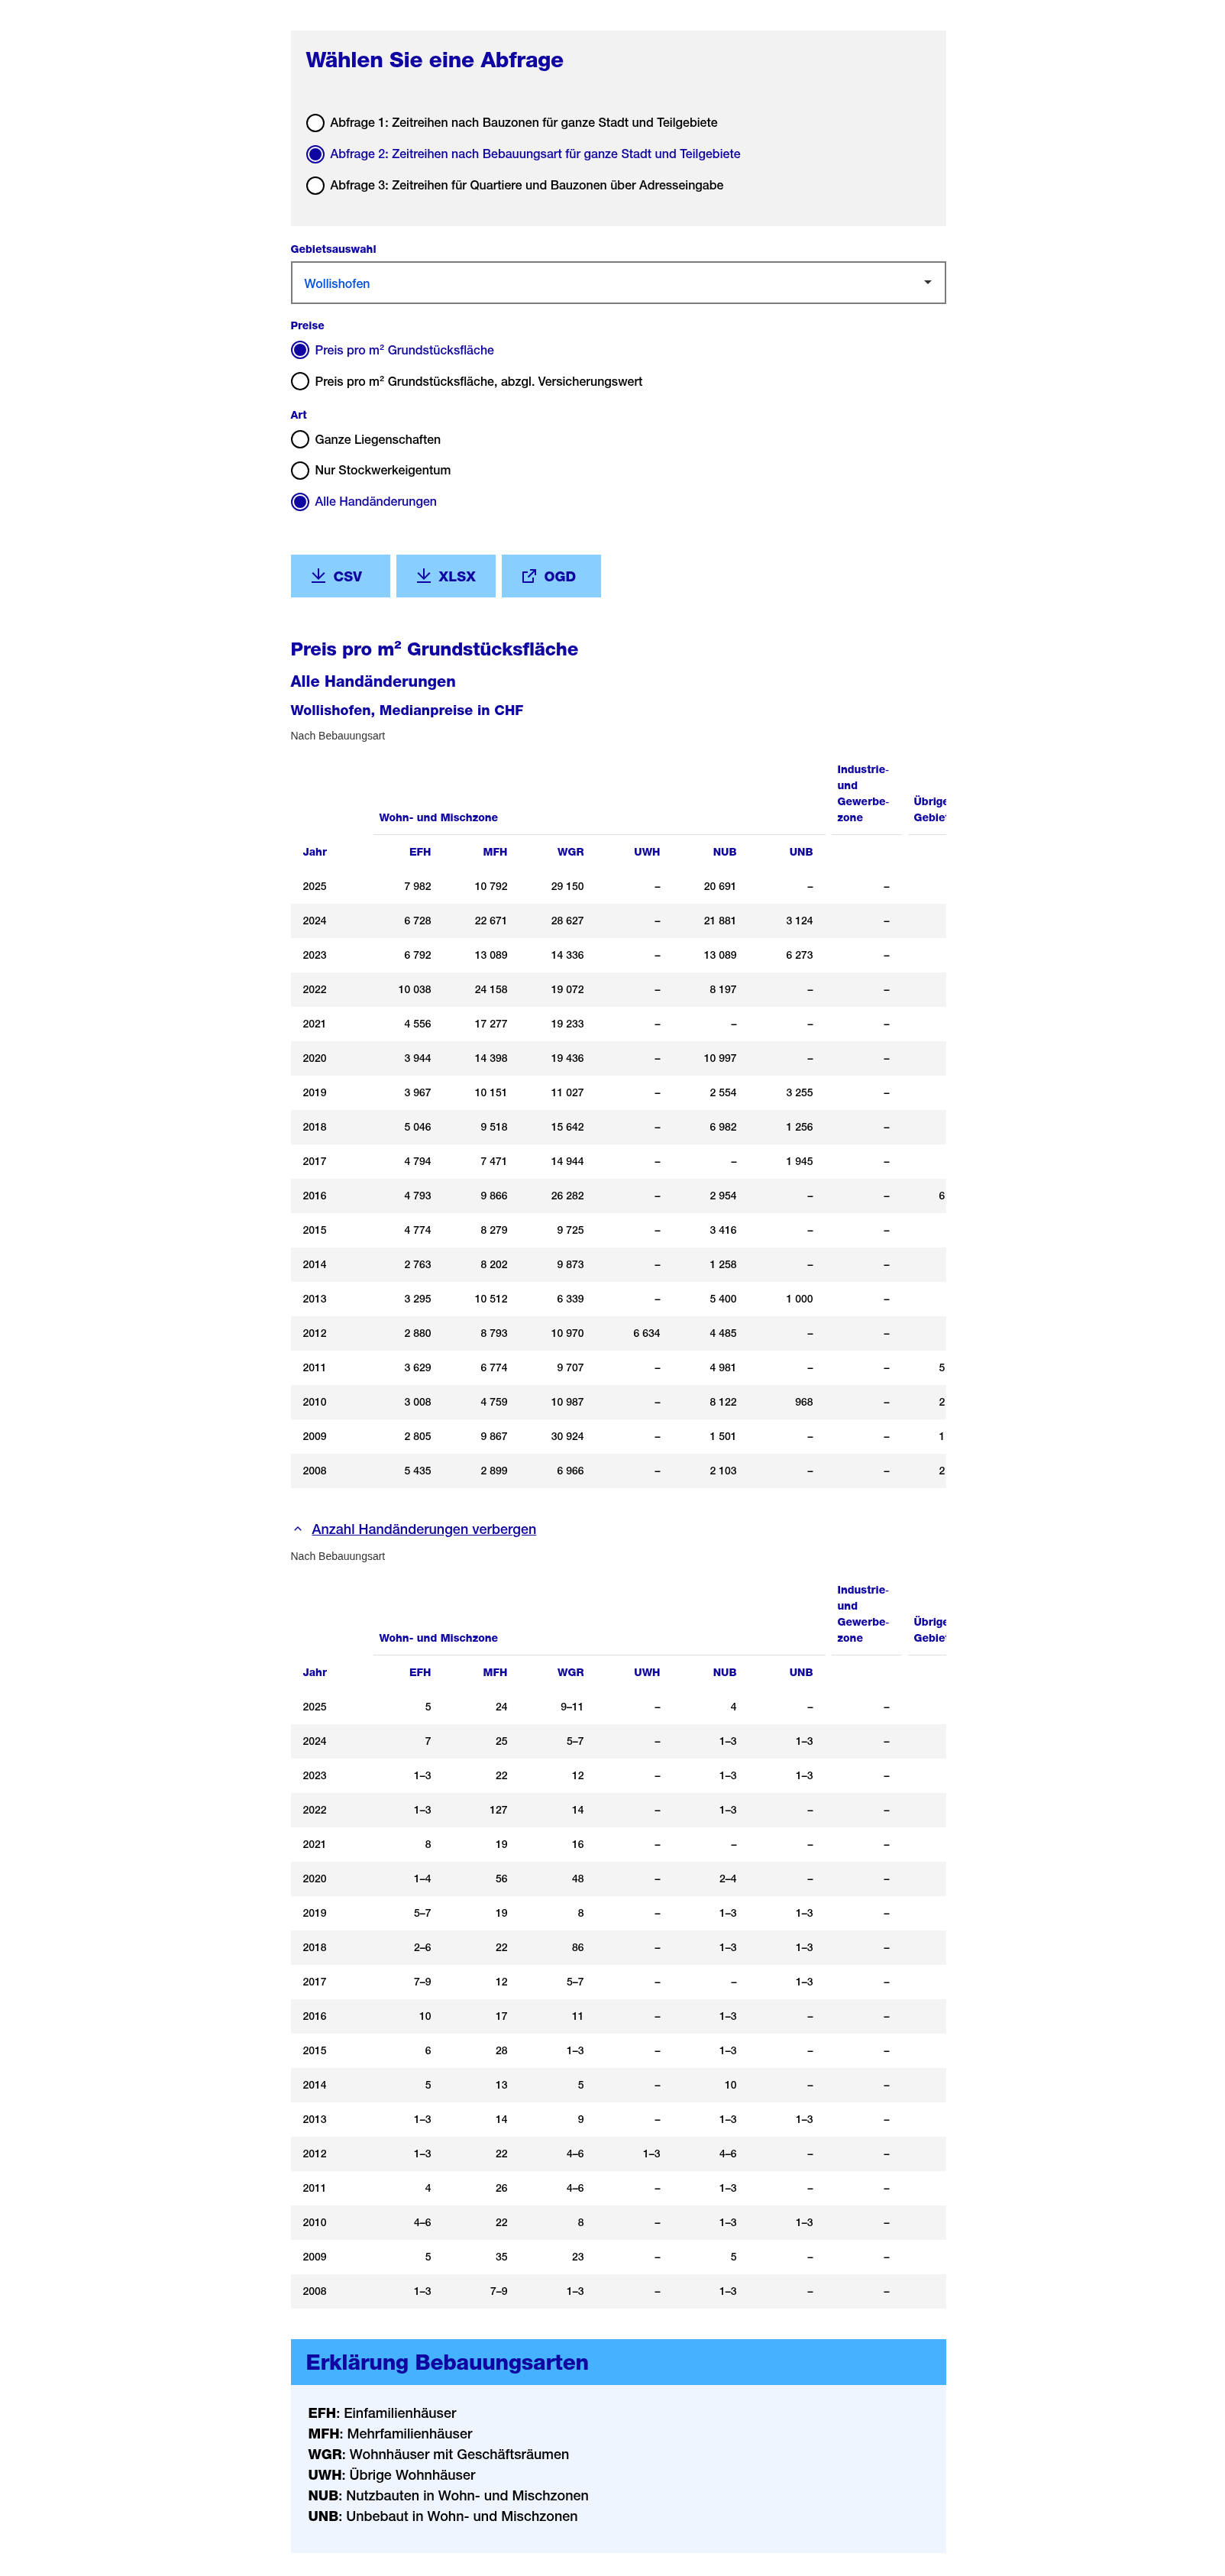 Wählen Sie eine Abfrage
Abfrage 1: Zeitreihen nach Bauzonen für ganze Stadt und Teilgebiete
Abfrage 2: Zeitreihen nach Bebauungsart für ganze Stadt und Teilgebiete
Abfrage 3: Zeitreihen für Quartiere und Bauzonen über Adresseingabe
Gebietsauswahl
Wollishofen
Preise
Preis pro m² Grundstücksfläche
Preis pro m² Grundstücksfläche, abzgl. Versicherungswert
Art
Ganze Liegenschaften
Nur Stockwerkeigentum
Alle Handänderungen
CSV XLSX OGD
Preis pro m² Grundstücksfläche
Alle Handänderungen
Wollishofen, Medianpreise in CHF
Nach Bebauungsart
Industrie-
und
Gewerbe- Übrige
Wohn- und Mischzone zone
Jahr EFH MFH WGR UWH NUB UNB
2025 7 982 10 792 29 150 – 20 691 – –
2024 6 728 22 671 28 627 – 21 881 3 124 –
2023 6 792 13 089 14 336 – 13 089 6 273 –
2022 10 038 24 158 19 072 – 8 197 – –
2021 4 556 17 277 19 233 – – – –
2020 3 944 14 398 19 436 – 10 997 – –
2019 3 967 10 151 11 027 – 2 554 3 255 –
2018 5 046 9 518 15 642 – 6 982 1 256 –
2017 4 794 7 471 14 944 – – 1 945 –
2016 4 793 9 866 26 282 – 2 954 – – 6
2015 4 774 8 279 9 725 – 3 416 – –
2014 2 763 8 202 9 873 – 1 258 – –
2013 3 295 10 512 6 339 – 5 400 1 000 –
2012 2 880 8 793 10 970 6 634 4 485 – –
2011 3 629 6 774 9 707 – 4 981 – – 5
2010 3 008 4 759 10 987 – 8 122 968 – 2
2009 2 805 9 867 30 924 – 1 501 – – 1
2008 5 435 2 899 6 966 – 2 103 – – 2
Anzahl Handänderungen verbergen
Nach Bebauungsart
Industrie-
und
Gewerbe- Übrige
Wohn- und Mischzone zone
Jahr EFH MFH WGR UWH NUB UNB
2025 5 24 9–11 – 4 – –
2024 7 25 5–7 – 1–3 1–3 –
2023 1–3 22 12 – 1–3 1–3 –
2022 1–3 127 14 – 1–3 – –
2021 8 19 16 – – – –
2020 1–4 56 48 – 2–4 – –
2019 5–7 19 8 – 1–3 1–3 –
2018 2–6 22 86 – 1–3 1–3 –
2017 7–9 12 5–7 – – 1–3 –
2016 10 17 11 – 1–3 – –
2015 6 28 1–3 – 1–3 – –
2014 5 13 5 – 10 – –
2013 1–3 14 9 – 1–3 1–3 –
2012 1–3 22 4–6 1–3 4–6 – –
2011 4 26 4–6 – 1–3 – –
2010 4–6 22 8 – 1–3 1–3 –
2009 5 35 23 – 5 – –
2008 1–3 7–9 1–3 – 1–3 – –
Erklärung Bebauungsarten
EFH: Einfamilienhäuser
MFH: Mehrfamilienhäuser
WGR: Wohnhäuser mit Geschäftsräumen
UWH: Übrige Wohnhäuser
NUB: Nutzbauten in Wohn- und Mischzonen
UNB: Unbebaut in Wohn- und Mischzonen